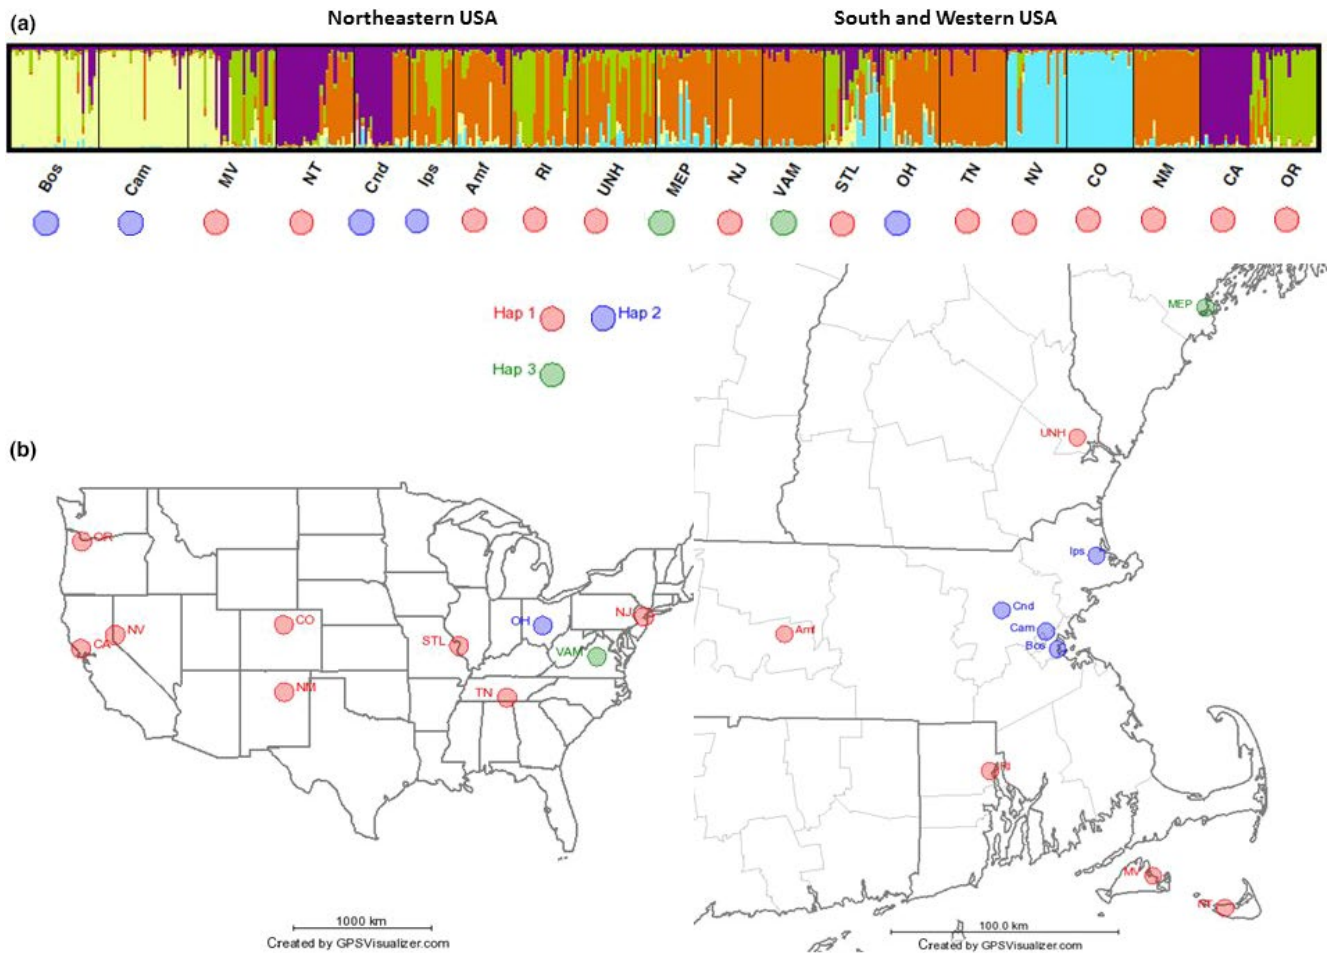 (a)
Northeastern USA
South and Western USA
Bos Cam MV NT Cnd Ips Amf RI UNH MEP NJ VAM STL OH TN NV CO NM CA OR
Hap 1
Hap 2
Hap 3
(b)
MEP
UNH
Ips
Cnd
Cam
Bos
Amf
RI
MV
NT
OR
CA
NV
CO
NM
STL
OH
NJ
VAM
TN
1000 km
Created by GPSVisualizer.com
100.0 km
Created by GPSVisualizer.com